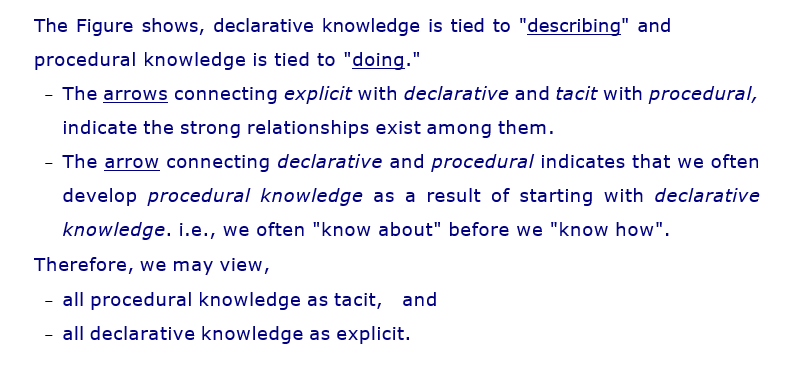 The Figure shows, declarative knowledge is tied to "describing" and
procedural knowledge is tied to "doing."
– The arrows connecting explicit with declarative and tacit with procedural,
indicate the strong relationships exist among them.
– The arrow connecting declarative and procedural indicates that we often
develop procedural knowledge as a result of starting with declarative
knowledge. i.e., we often "know about" before we "know how".
Therefore, we may view,
– all procedural knowledge as tacit, and
– all declarative knowledge as explicit.